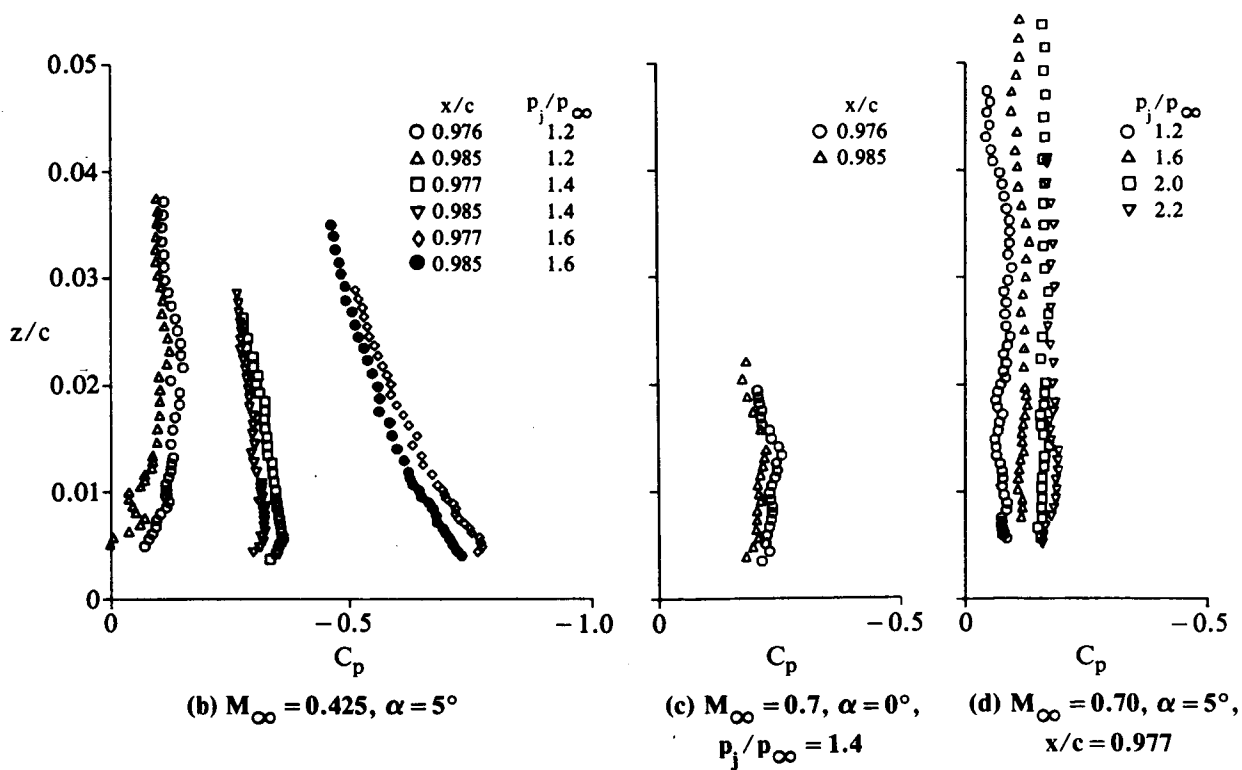 0.05
0.04
0.03
z/c
0.02
0.01
0
0
−0.5
−1.0
C_p
x/c p_j/p_∞
○ 0.976 1.2
△ 0.985 1.2
□ 0.977 1.4
▽ 0.985 1.4
◇ 0.977 1.6
● 0.985 1.6
(b) M_∞ = 0.425, α = 5°
x/c
○ 0.976
△ 0.985
0
−0.5
C_p
(c) M_∞ = 0.7, α = 0°,
p_j/p_∞ = 1.4
p_j/p_∞
○ 1.2
△ 1.6
□ 2.0
▽ 2.2
0
−0.5
C_p
(d) M_∞ = 0.70, α = 5°,
x/c = 0.977